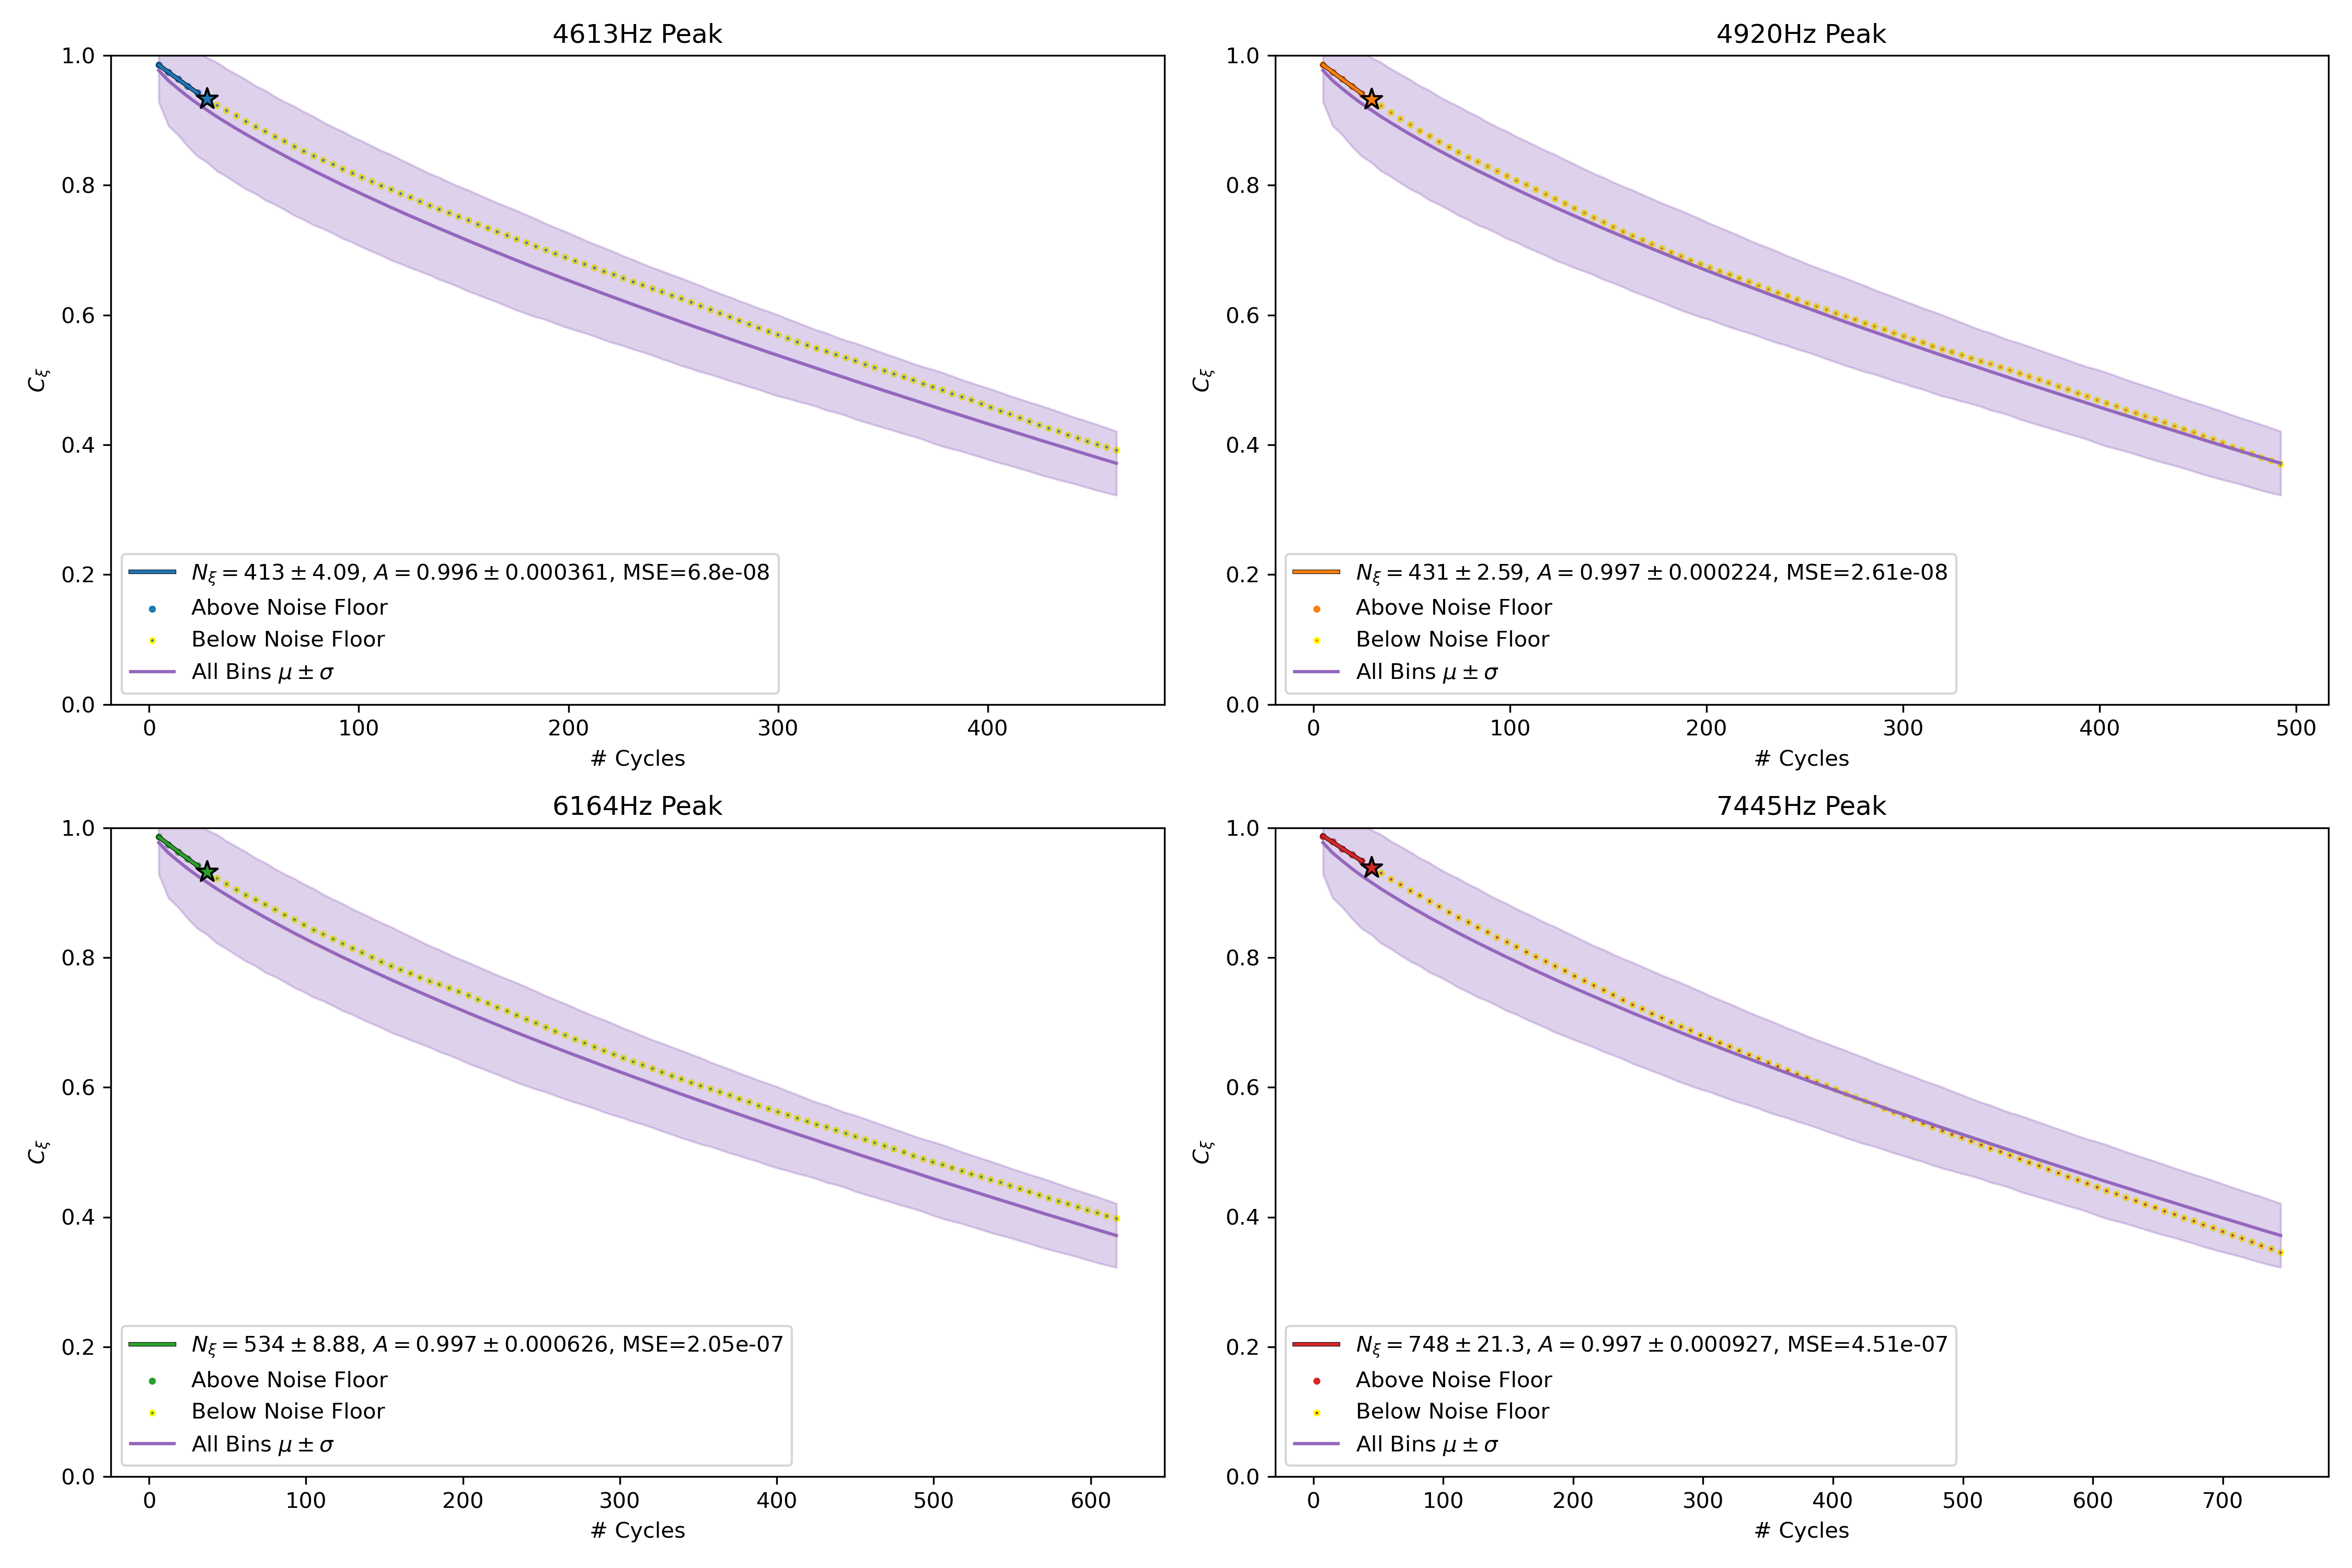 4613Hz Peak
1.0
0.8
0.6
0.4
0.2
0.0
C_ξ
N_ξ = 413 ± 4.09, A = 0.996 ± 0.000361, MSE=6.8e-08
Above Noise Floor
Below Noise Floor
All Bins μ ± σ
0 100 200 300 400
# Cycles
4920Hz Peak
1.0
0.8
0.6
0.4
0.2
0.0
C_ξ
N_ξ = 431 ± 2.59, A = 0.997 ± 0.000224, MSE=2.61e-08
Above Noise Floor
Below Noise Floor
All Bins μ ± σ
0 100 200 300 400 500
# Cycles
6164Hz Peak
1.0
0.8
0.6
0.4
0.2
0.0
C_ξ
N_ξ = 534 ± 8.88, A = 0.997 ± 0.000626, MSE=2.05e-07
Above Noise Floor
Below Noise Floor
All Bins μ ± σ
0 100 200 300 400 500 600
# Cycles
7445Hz Peak
1.0
0.8
0.6
0.4
0.2
0.0
C_ξ
N_ξ = 748 ± 21.3, A = 0.997 ± 0.000927, MSE=4.51e-07
Above Noise Floor
Below Noise Floor
All Bins μ ± σ
0 100 200 300 400 500 600 700
# Cycles